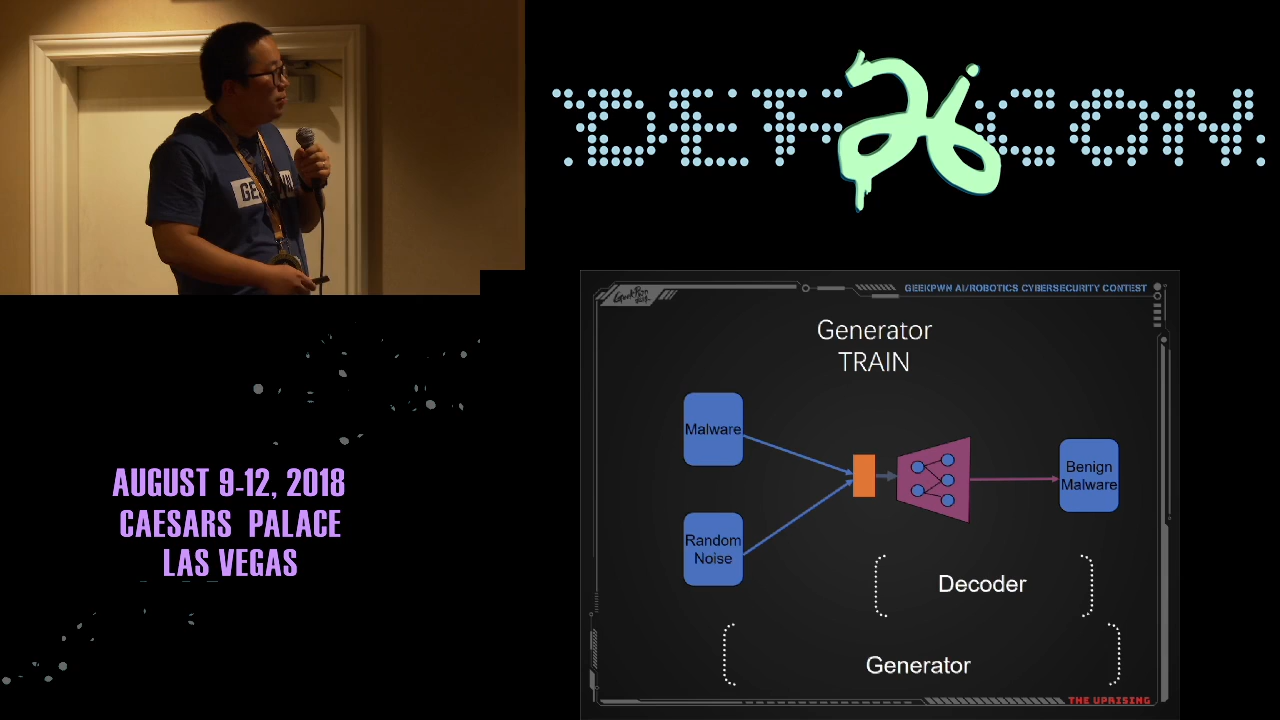 DEF CON
26
AUGUST 9-12, 2018
CAESARS PALACE
LAS VEGAS
GEEKPWN AI/ROBOTICS CYBERSECURITY CONTEST
Generator
TRAIN
Malware
Random
Noise
Benign
Malware
Decoder
Generator
THE UPRISING